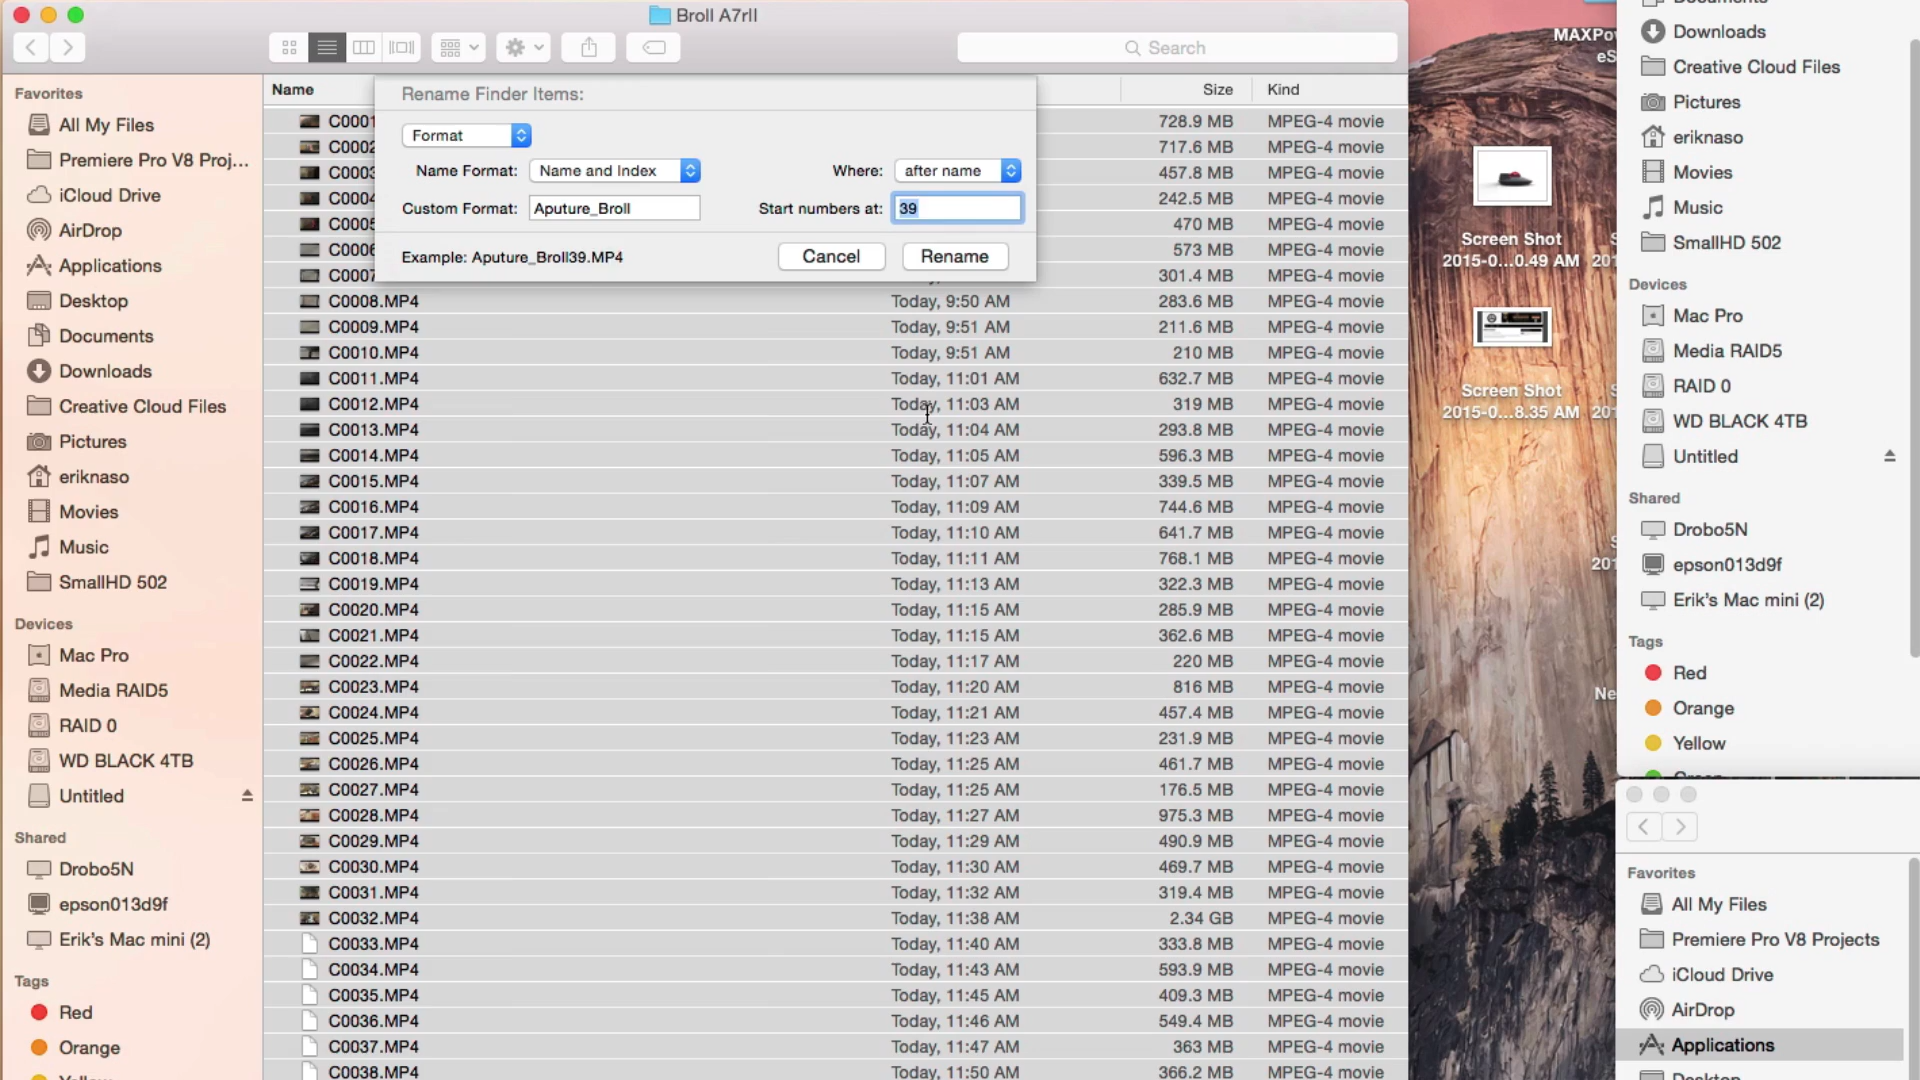 Broll A7rII
Search
Favorites
All My Files
Premiere Pro V8 Proj...
iCloud Drive
AirDrop
Applications
Desktop
Documents
Downloads
Creative Cloud Files
Pictures
eriknaso
Movies
Music
SmallHD 502
Devices
Mac Pro
Media RAID5
RAID 0
WD BLACK 4TB
Untitled
Shared
Drobo5N
epson013d9f
Erik's Mac mini (2)
Tags
Red
Orange
Yellow
Name Size Kind
Rename Finder Items:
Format
Name Format: Name and Index Where: after name
Custom Format: Aputure_Broll Start numbers at: 39
Example: Aputure_Broll39.MP4 Cancel Rename
C0001 728.9 MB MPEG-4 movie
C0002 717.6 MB MPEG-4 movie
C0003 457.8 MB MPEG-4 movie
C0004 242.5 MB MPEG-4 movie
C0005 470 MB MPEG-4 movie
C0006 573 MB MPEG-4 movie
C0007 301.4 MB MPEG-4 movie
C0008.MP4 Today, 9:50 AM 283.6 MB MPEG-4 movie
C0009.MP4 Today, 9:51 AM 211.6 MB MPEG-4 movie
C0010.MP4 Today, 9:51 AM 210 MB MPEG-4 movie
C0011.MP4 Today, 11:01 AM 632.7 MB MPEG-4 movie
C0012.MP4 Today, 11:03 AM 319 MB MPEG-4 movie
C0013.MP4 Today, 11:04 AM 293.8 MB MPEG-4 movie
C0014.MP4 Today, 11:05 AM 596.3 MB MPEG-4 movie
C0015.MP4 Today, 11:07 AM 339.5 MB MPEG-4 movie
C0016.MP4 Today, 11:09 AM 744.6 MB MPEG-4 movie
C0017.MP4 Today, 11:10 AM 641.7 MB MPEG-4 movie
C0018.MP4 Today, 11:11 AM 768.1 MB MPEG-4 movie
C0019.MP4 Today, 11:13 AM 322.3 MB MPEG-4 movie
C0020.MP4 Today, 11:15 AM 285.9 MB MPEG-4 movie
C0021.MP4 Today, 11:15 AM 362.6 MB MPEG-4 movie
C0022.MP4 Today, 11:17 AM 220 MB MPEG-4 movie
C0023.MP4 Today, 11:20 AM 816 MB MPEG-4 movie
C0024.MP4 Today, 11:21 AM 457.4 MB MPEG-4 movie
C0025.MP4 Today, 11:23 AM 231.9 MB MPEG-4 movie
C0026.MP4 Today, 11:25 AM 461.7 MB MPEG-4 movie
C0027.MP4 Today, 11:25 AM 176.5 MB MPEG-4 movie
C0028.MP4 Today, 11:27 AM 975.3 MB MPEG-4 movie
C0029.MP4 Today, 11:29 AM 490.9 MB MPEG-4 movie
C0030.MP4 Today, 11:30 AM 469.7 MB MPEG-4 movie
C0031.MP4 Today, 11:32 AM 319.4 MB MPEG-4 movie
C0032.MP4 Today, 11:38 AM 2.34 GB MPEG-4 movie
C0033.MP4 Today, 11:40 AM 333.8 MB MPEG-4 movie
C0034.MP4 Today, 11:43 AM 593.9 MB MPEG-4 movie
C0035.MP4 Today, 11:45 AM 409.3 MB MPEG-4 movie
C0036.MP4 Today, 11:46 AM 549.4 MB MPEG-4 movie
C0037.MP4 Today, 11:47 AM 363 MB MPEG-4 movie
C0038.MP4 Today, 11:50 AM 366.2 MB MPEG-4 movie
MAXPo
eS
Screen Shot
2015-0...0.49 AM 201
Screen Shot
2015-0...8.35 AM 201
201
Ne
Downloads
Creative Cloud Files
Pictures
eriknaso
Movies
Music
SmallHD 502
Devices
Mac Pro
Media RAID5
RAID 0
WD BLACK 4TB
Untitled
Shared
Drobo5N
epson013d9f
Erik's Mac mini (2)
Tags
Red
Orange
Yellow
Favorites
All My Files
Premiere Pro V8 Projects
iCloud Drive
AirDrop
Applications